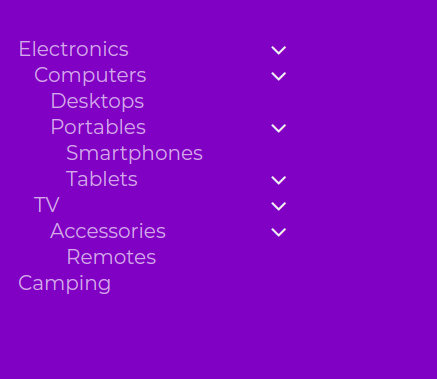 Electronics
Computers
Desktops
Portables
Smartphones
Tablets
TV
Accessories
Remotes
Camping